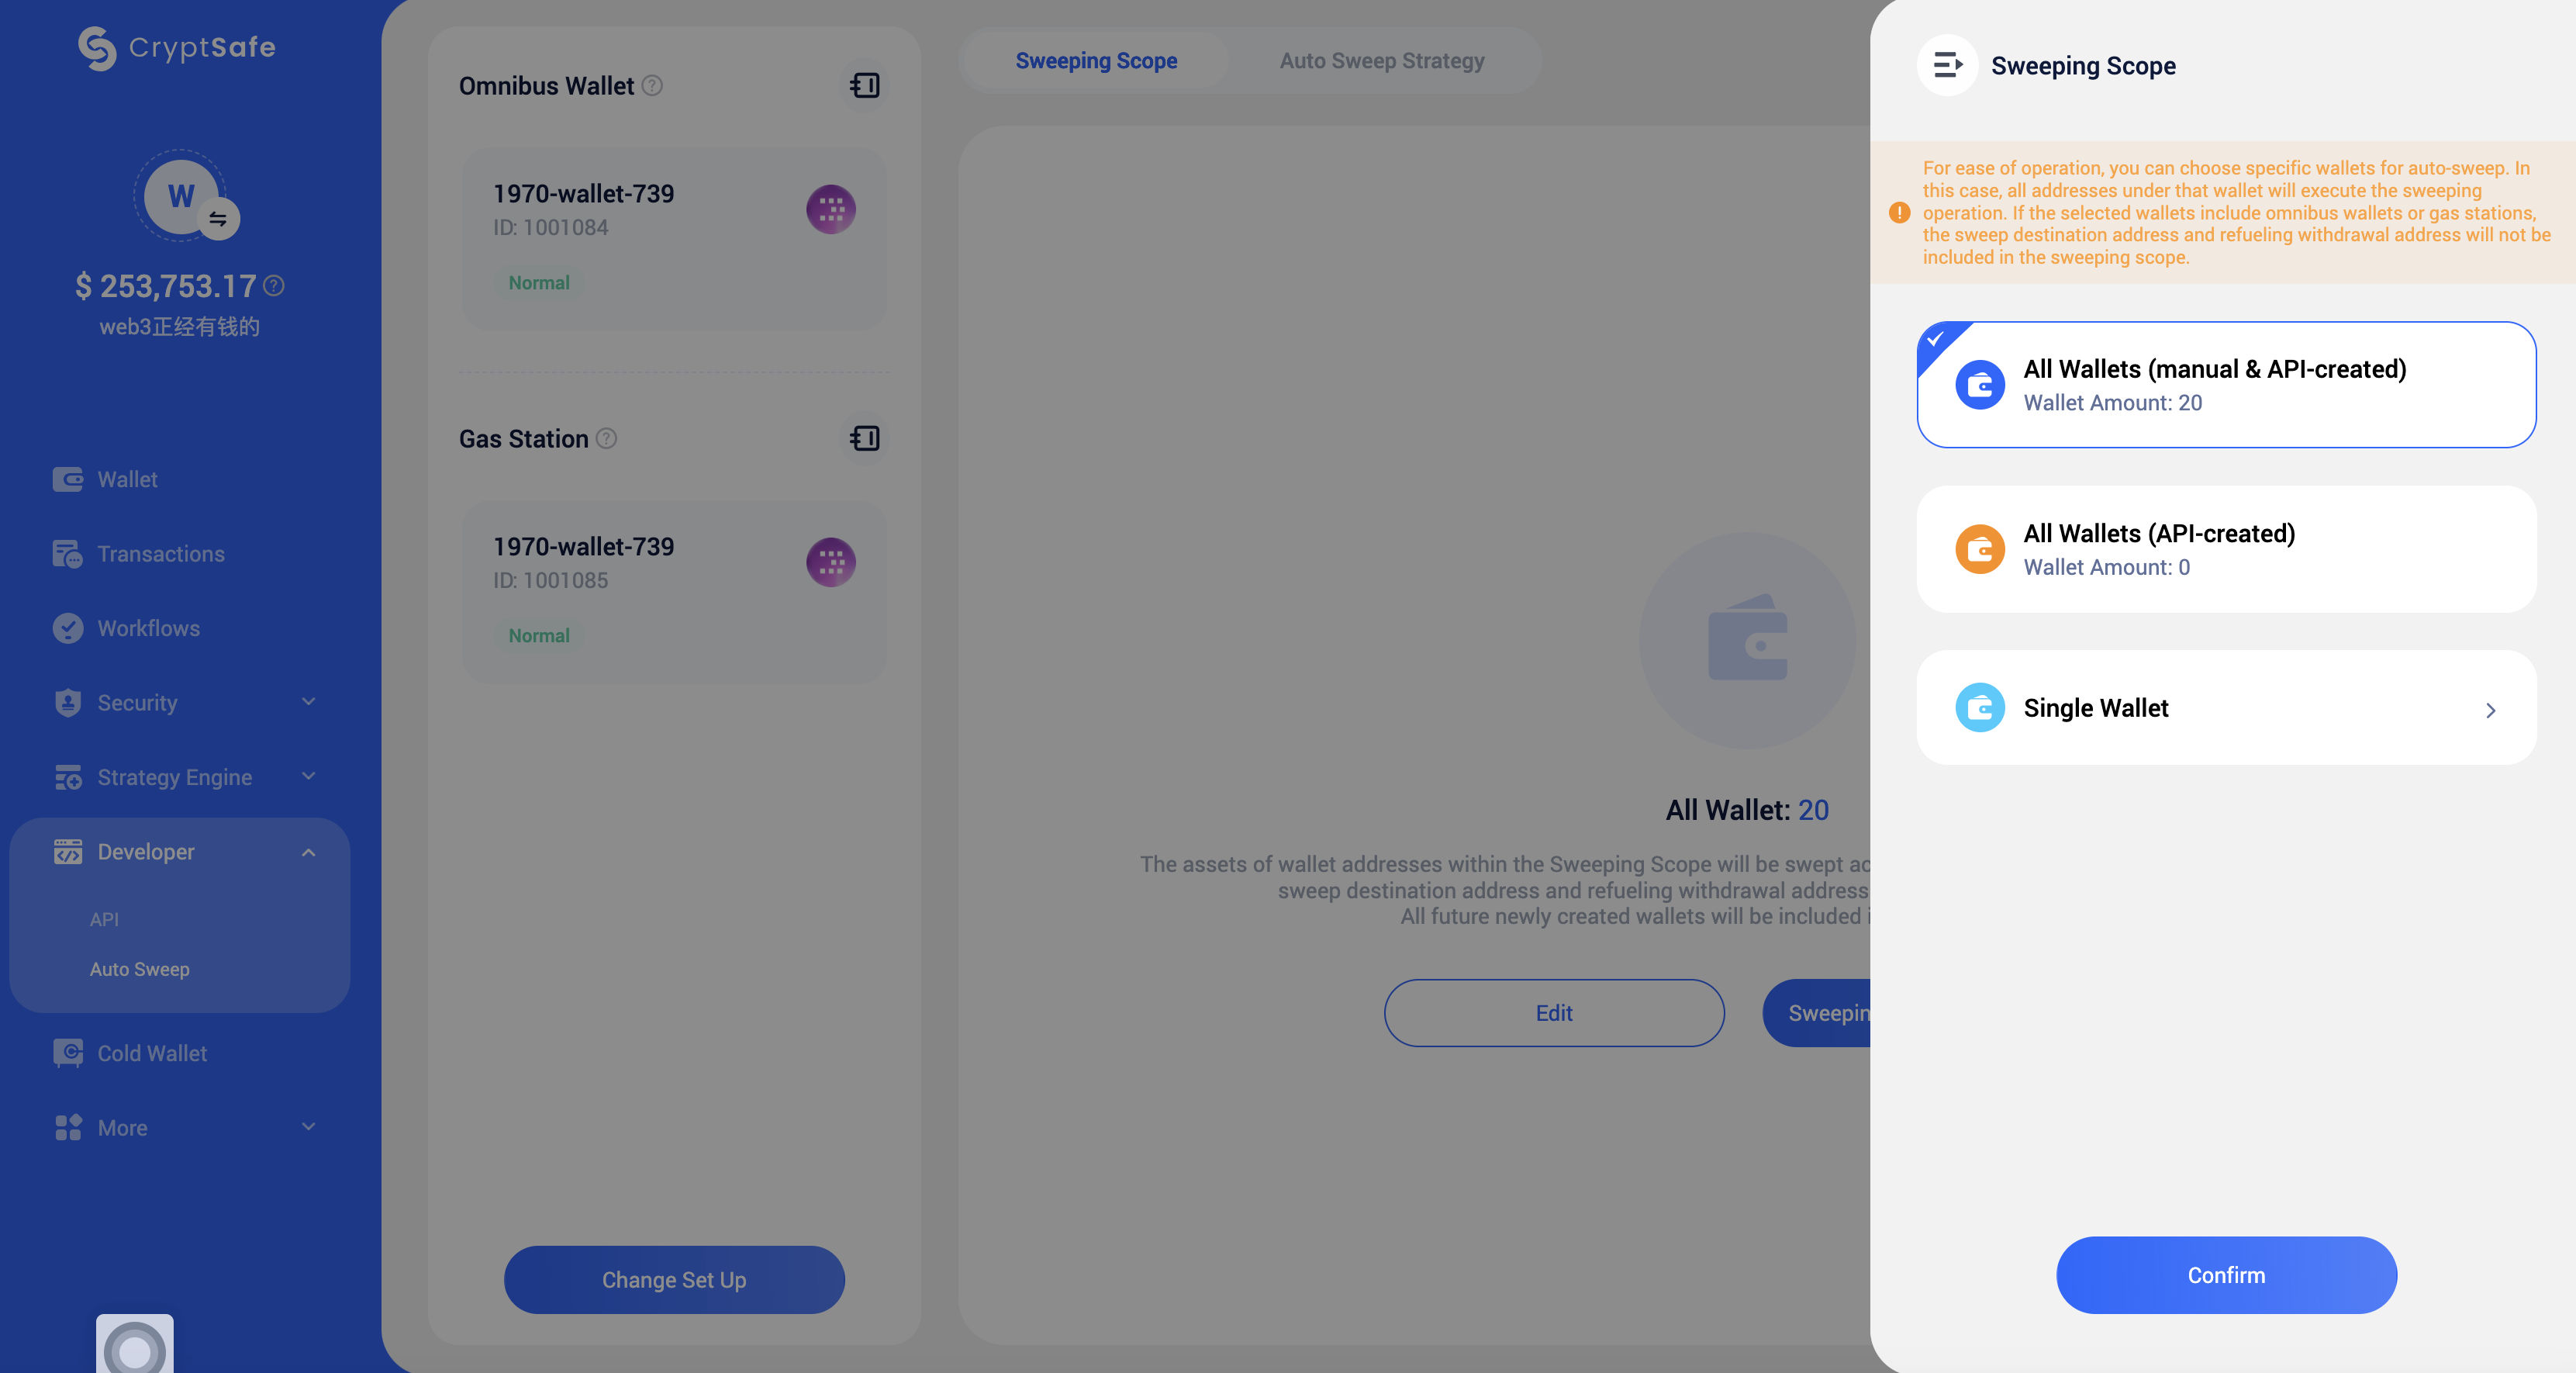 CryptSafe
W
$ 253,753.17
web3正经有钱的
Wallet
Transactions
Workflows
Security
Strategy Engine
Developer
API
Auto Sweep
Cold Wallet
More
Omnibus Wallet
1970-wallet-739
ID: 1001084
Normal
Gas Station
1970-wallet-739
ID: 1001085
Normal
Change Set Up
Sweeping Scope
Auto Sweep Strategy
All Wallet: 20
The assets of wallet addresses within the Sweeping Scope will be swept
sweep destination address and refueling withdrawal address
All future newly created wallets will be included
Edit
Sweeping Scope
For ease of operation, you can choose specific wallets for auto-sweep. In
this case, all addresses under that wallet will execute the sweeping
operation. If the selected wallets include omnibus wallets or gas stations,
the sweep destination address and refueling withdrawal address will not be
included in the sweeping scope.
All Wallets (manual & API-created)
Wallet Amount: 20
All Wallets (API-created)
Wallet Amount: 0
Single Wallet
Confirm